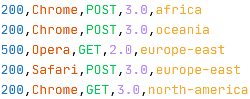 200,Chrome,POST,3.0,africa
200,Chrome,POST,3.0,oceania
500,Opera,GET,2.0,europe-east
200,Safari,POST,3.0,europe-east
200,Chrome,GET,3.0,north-america